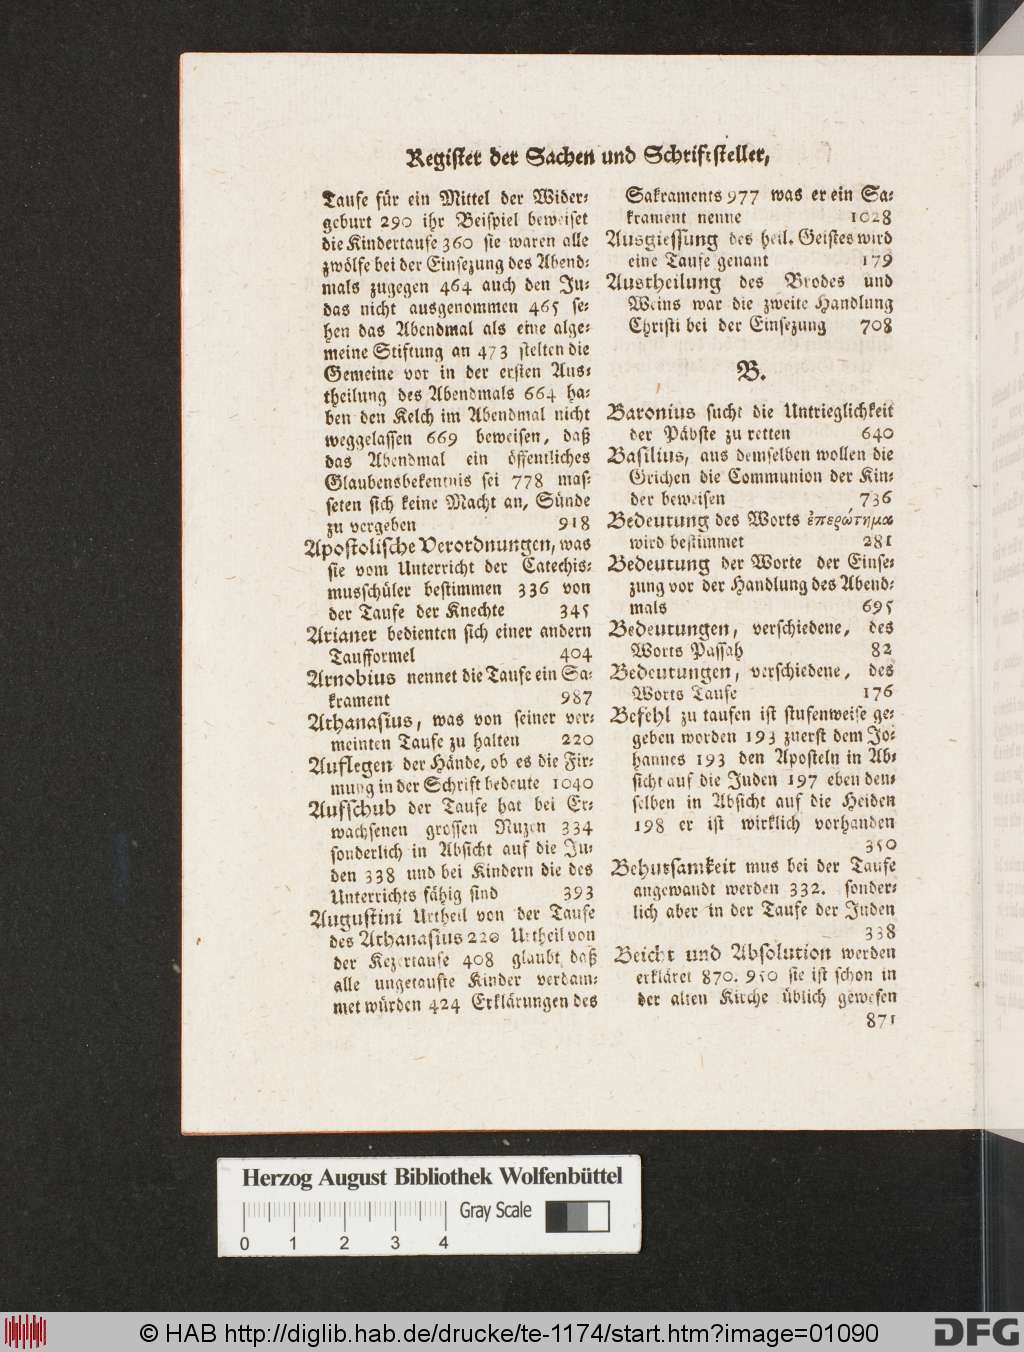 Register der Sachen und Schriftsteller,
Taufe für ein Mittel der Wider-
geburt 290 ihr Beispiel beweiset
die Kindertaufe 360 sie waren alle
zwölfe bei der Einsezung des Abend-
mals zugegen 464 auch den Ju-
das nicht ausgenommen 465 se-
hen das Abendmal als eine alge-
meine Stiftung an 473 stelten die
Gemeine vor in der ersten Aus-
theilung des Abendmals 664 ha-
ben den Kelch im Abendmal nicht
weggelassen 669 beweisen, daß
das Abendmal ein öffentliches
Glaubensbekentnis sei 778 mas-
seten sich keine Macht an, Sünde
zu vergeben 918
Apostolische Verordnungen, was
sie vom Unterricht der Catechis-
musschüler bestimmen 336 von
der Taufe der Knechte 345
Arianer bedienten sich einer andern
Taufformel 404
Arnobius nennet die Taufe ein Sa-
krament 987
Athanasius, was von seiner ver-
meinten Taufe zu halten 220
Auflegen der Hände, ob es die Fir-
mung in der Schrift bedeute 1040
Aufschub der Taufe hat bei Er-
wachsenen grossen Nuzen 334
sonderlich in Absicht auf die Ju-
den 338 und bei Kindern die des
Unterrichts fähig sind 393
Augustini Urtheil von der Taufe
des Athanasius 220 Urtheil von
der Kezertaufe 408 glaubt daß
alle ungetaufte Kinder verdam-
met würden 424 Erklärungen des
Sakraments 977 was er ein Sa-
krament nenne 1028
Ausgiessung des heil. Geistes wird
eine Taufe genant 179
Austheilung des Brodes und
Weins war die zweite Handlung
Christi bei der Einsezung 708
B.
Baronius sucht die Untrieglichkeit
der Päbste zu retten 640
Basilius, aus demselben wollen die
Grichen die Communion der Kin-
der beweisen 736
Bedeutung des Worts ἐπερώτημα
wird bestimmet 281
Bedeutung der Worte der Einse-
zung vor der Handlung des Abend-
mals 695
Bedeutungen, verschiedene, des
Worts Passah 82
Bedeutungen, verschiedene, des
Worts Taufe 176
Befehl zu taufen ist stufenweise ge-
geben worden 193 zuerst dem Jo-
hannes 193 den Aposteln in Ab-
sicht auf die Juden 197 eben den-
selben in Absicht auf die Heiden
198 er ist wirklich vorhanden
350
Behutsamkeit mus bei der Taufe
angewandt werden 332. sonder-
lich aber in der Taufe der Juden
338
Beicht und Absolution werden
erkläret 870. 950 sie ist schon in
der alten Kirche üblich gewesen
871
Herzog August Bibliothek Wolfenbüttel
Gray Scale
0 1 2 3 4
© HAB http://diglib.hab.de/drucke/te-1174/start.htm?image=01090
DFG